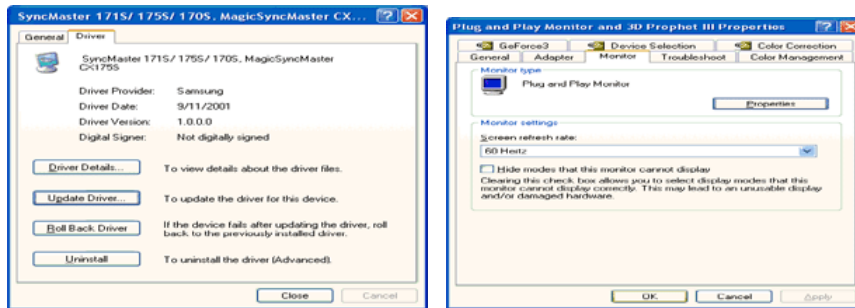 SyncMaster 171S/ 175S/ 170S, MagicSyncMaster CX...
General
Driver
SyncMaster 171S/ 175S/ 170S, MagicSyncMaster
CX175S
Driver Provider: Samsung
Driver Date: 9/11/2001
Driver Version: 1.0.0.0
Digital Signer: Not digitally signed
Driver Details...
To view details about the driver files.
Update Driver...
To update the driver for this device.
Roll Back Driver
If the device fails after updating the driver, roll
back to the previously installed driver.
Uninstall
To uninstall the driver (Advanced).
Close
Cancel
Plug and Play Monitor and 3D Prophet III Properties
GeForce3
Device Selection
Color Correction
General
Adapter
Monitor
Troubleshoot
Color Management
Monitor type
Plug and Play Monitor
Properties
Monitor settings
Screen refresh rate:
60 Hertz
Hide modes that this monitor cannot display
Clearing this check box allows you to select display modes that this
monitor cannot display correctly. This may lead to an unusable display
and/or damaged hardware.
OK
Cancel
Apply